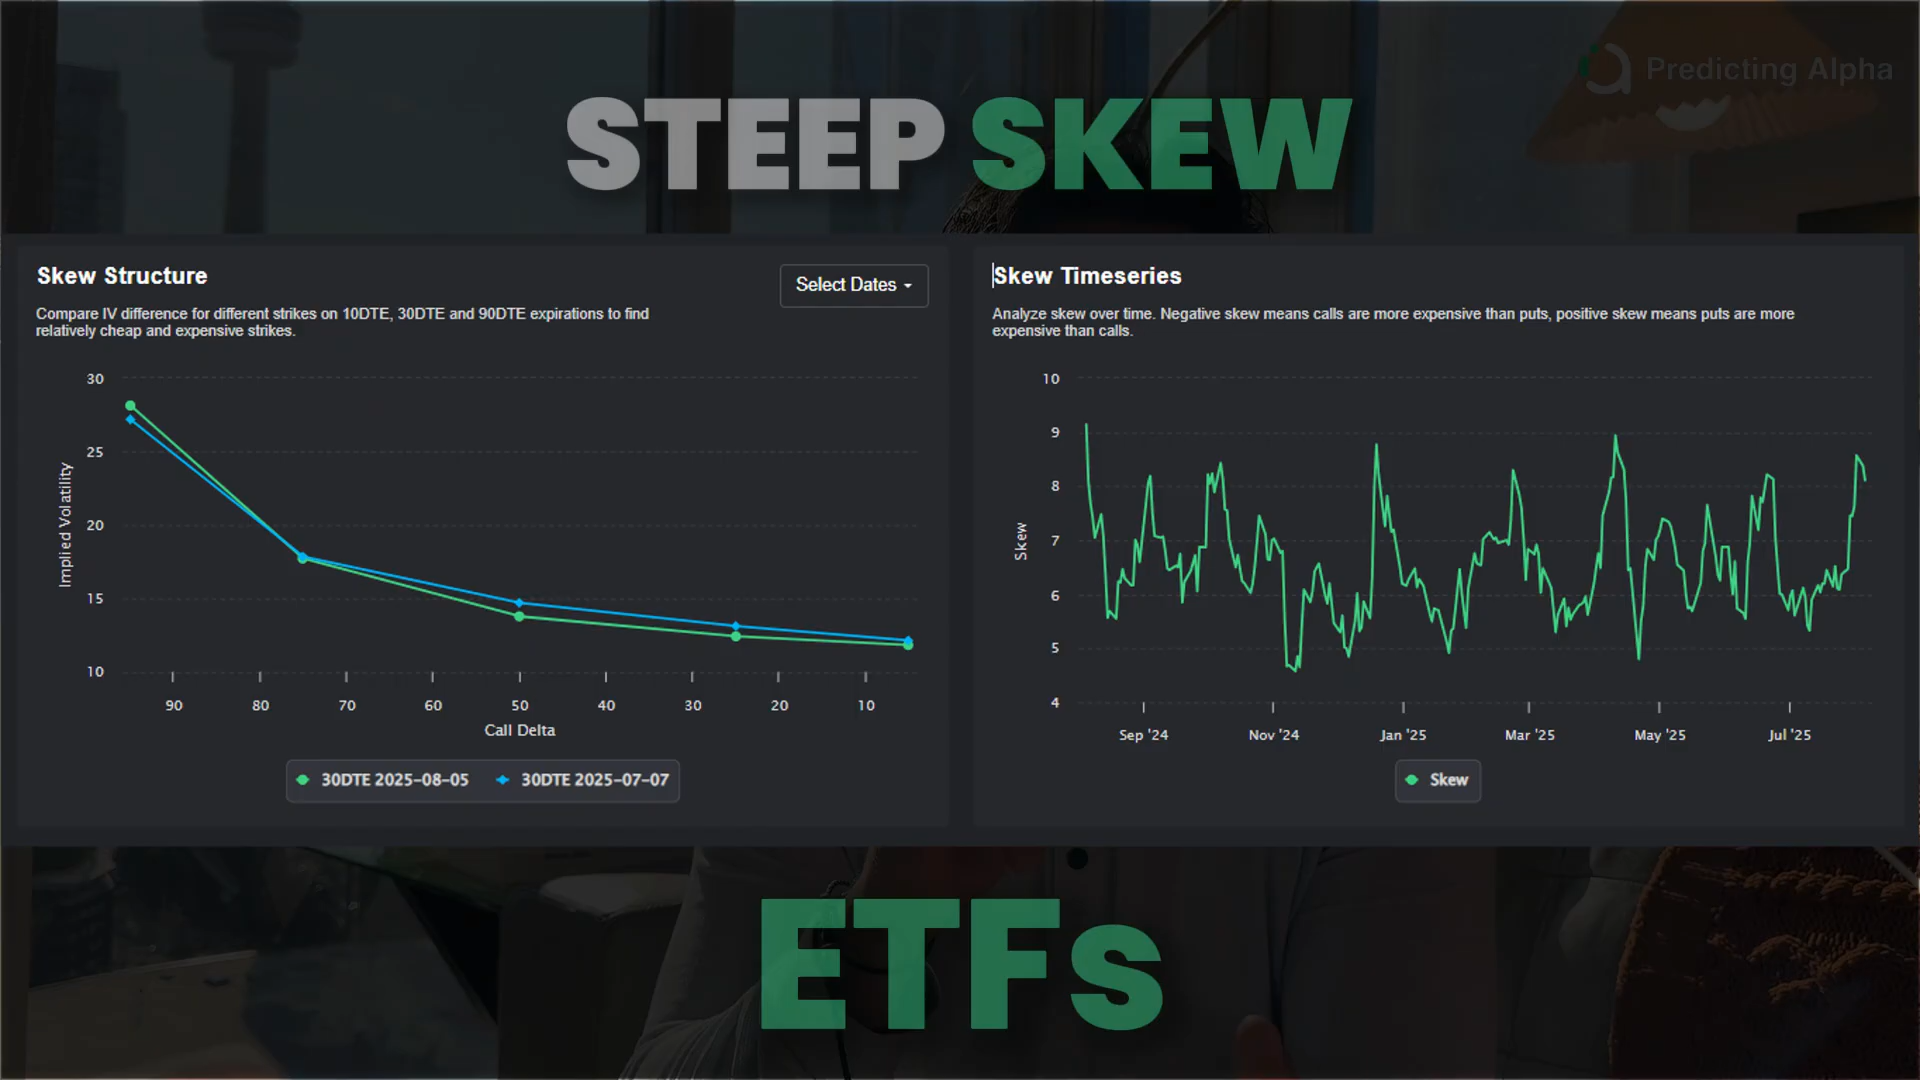 Predicting Alpha
STEEP SKEW
Skew Structure
Select Dates
Compare IV difference for different strikes on 10DTE, 30DTE and 90DTE expirations to find
relatively cheap and expensive strikes.
30
25
20
15
10
Implied Volatility
90 80 70 60 50 40 30 20 10
Call Delta
30DTE 2025-08-05 30DTE 2025-07-07
Skew Timeseries
Analyze skew over time. Negative skew means calls are more expensive than puts, positive skew means puts are more
expensive than calls.
10
9
8
7
6
5
4
Skew
Sep '24 Nov '24 Jan '25 Mar '25 May '25 Jul '25
Skew
ETFs